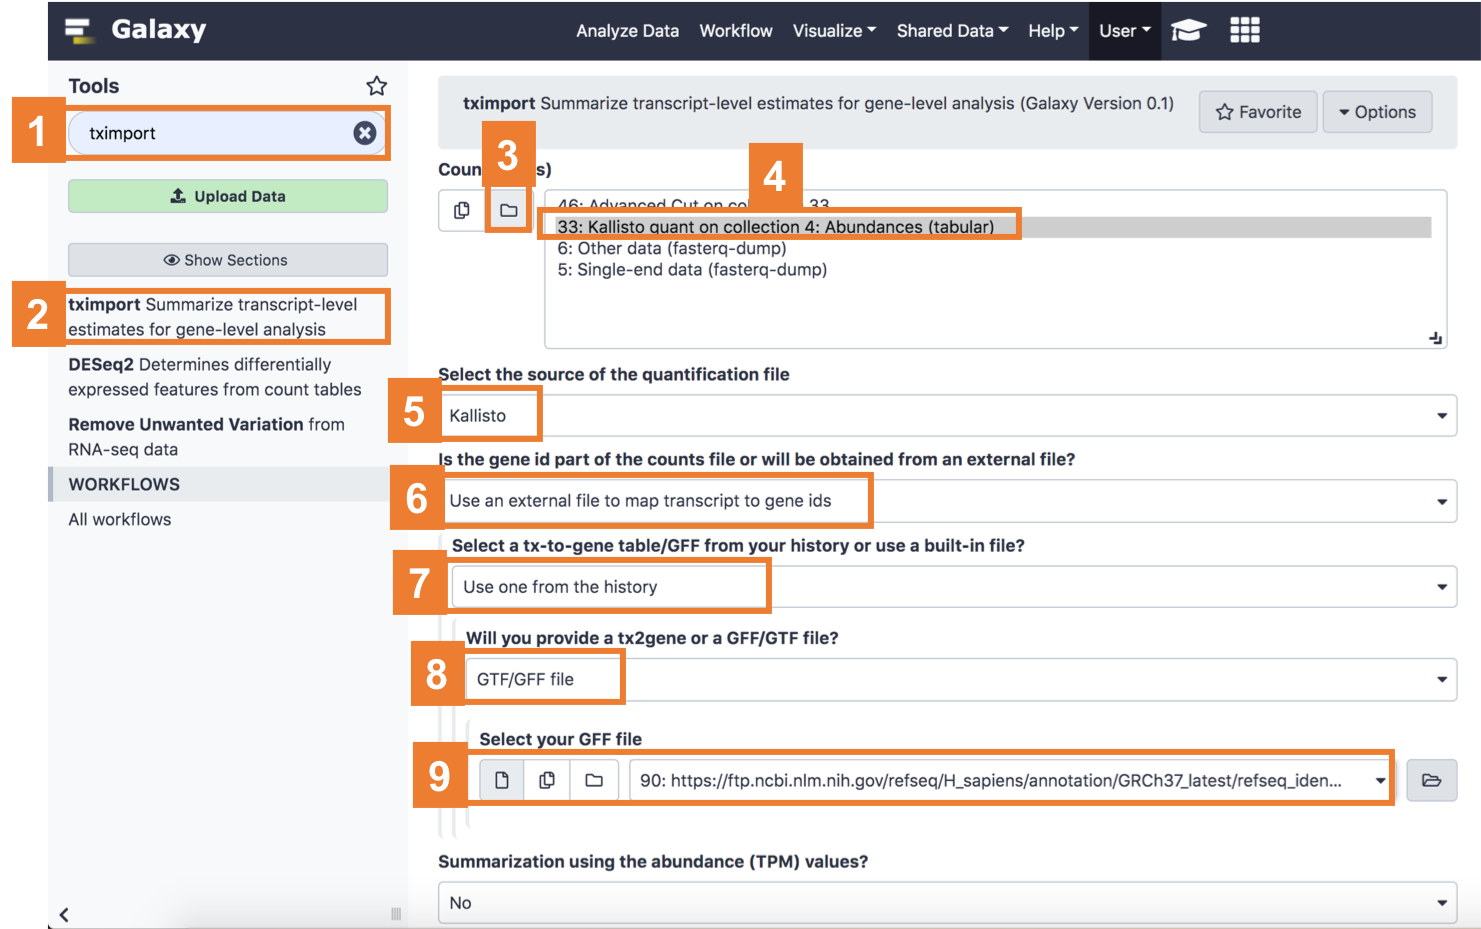 Galaxy
Analyze Data Workflow Visualize Shared Data Help User
Tools
1
tximport
Upload Data
Show Sections
2
tximport Summarize transcript-level
estimates for gene-level analysis
DESeq2 Determines differentially
expressed features from count tables
Remove Unwanted Variation from
RNA-seq data
WORKFLOWS
All workflows
tximport Summarize transcript-level estimates for gene-level analysis (Galaxy Version 0.1)
Favorite Options
3
4
33: Kallisto quant on collection 4: Abundances (tabular)
6: Other data (fasterq-dump)
5: Single-end data (fasterq-dump)
Select the source of the quantification file
5
Kallisto
Is the gene id part of the counts file or will be obtained from an external file?
6
Use an external file to map transcript to gene ids
Select a tx-to-gene table/GFF from your history or use a built-in file?
7
Use one from the history
Will you provide a tx2gene or a GFF/GTF file?
8
GTF/GFF file
Select your GFF file
9
90: https://ftp.ncbi.nlm.nih.gov/refseq/H_sapiens/annotation/GRCh37_latest/refseq_iden...
Summarization using the abundance (TPM) values?
No